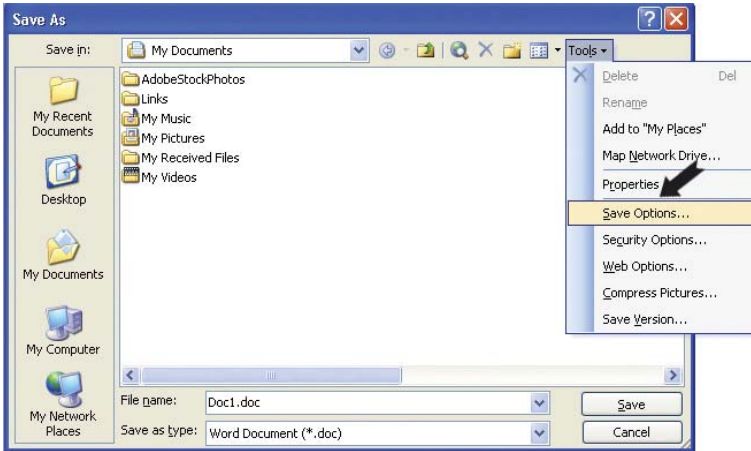 Save As
Save in: My Documents Tools
AdobeStockPhotos
Links
My Music
My Pictures
My Received Files
My Videos
My Recent
Documents
Desktop
My Documents
My Computer
My Network
Places
Delete Del
Rename
Add to "My Places"
Map Network Drive...
Properties
Save Options...
Security Options...
Web Options...
Compress Pictures...
Save Version...
File name: Doc1.doc Save
Save as type: Word Document (*.doc) Cancel